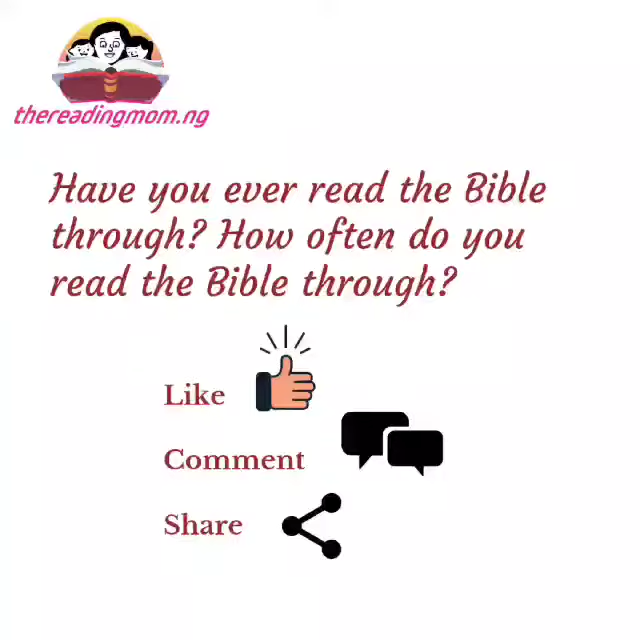 thereadingmom.ng
Have you ever read the Bible
through? How often do you
read the Bible through?
Like
Comment
Share